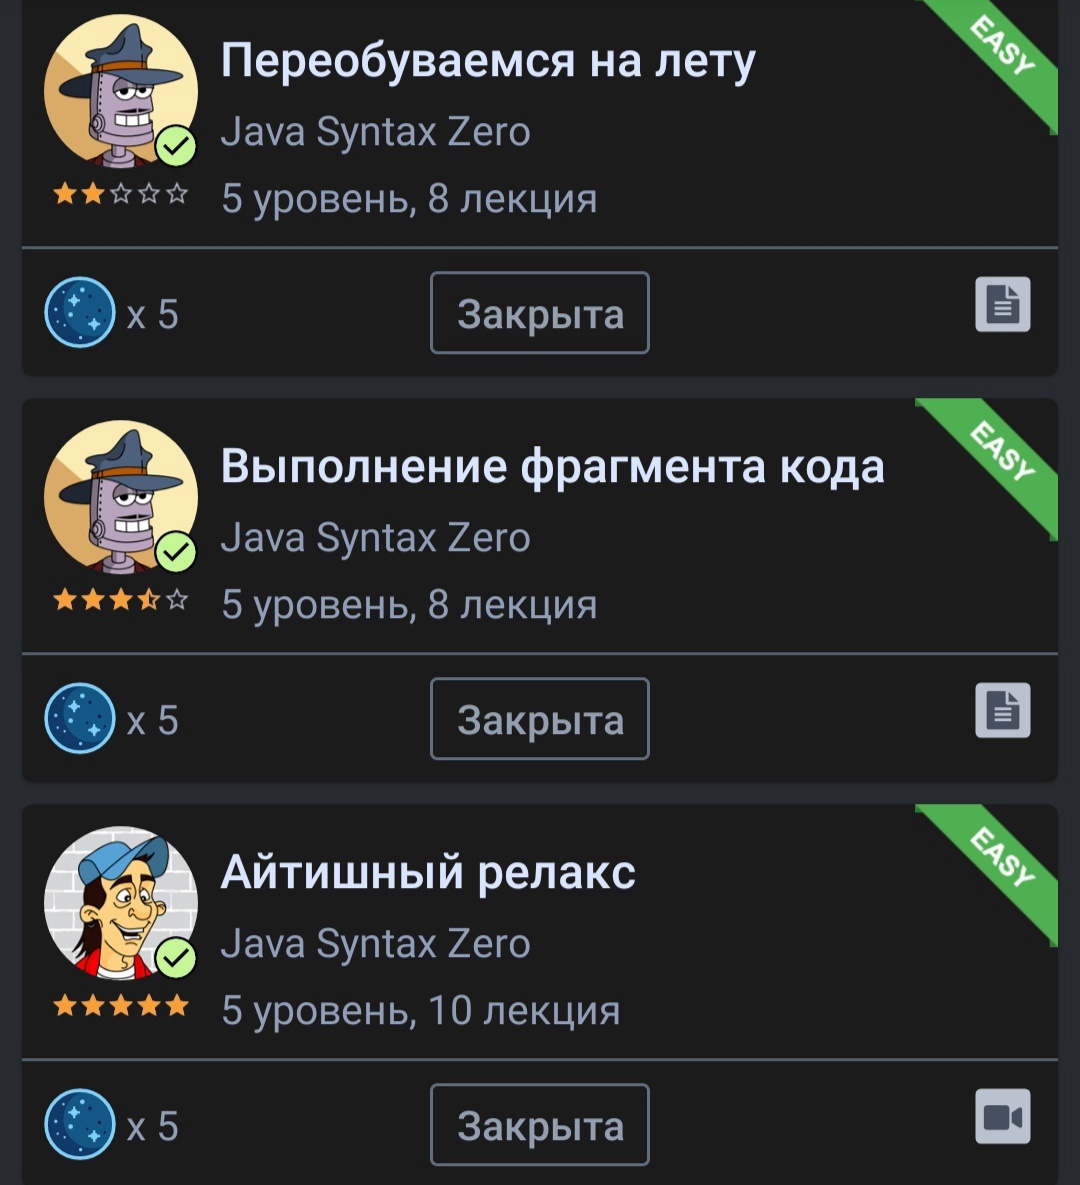 Переобуваемся на лету
EASY
Java Syntax Zero
5 уровень, 8 лекция
x 5
Закрыта
Выполнение фрагмента кода
EASY
Java Syntax Zero
5 уровень, 8 лекция
x 5
Закрыта
Айтишный релакс
EASY
Java Syntax Zero
5 уровень, 10 лекция
x 5
Закрыта